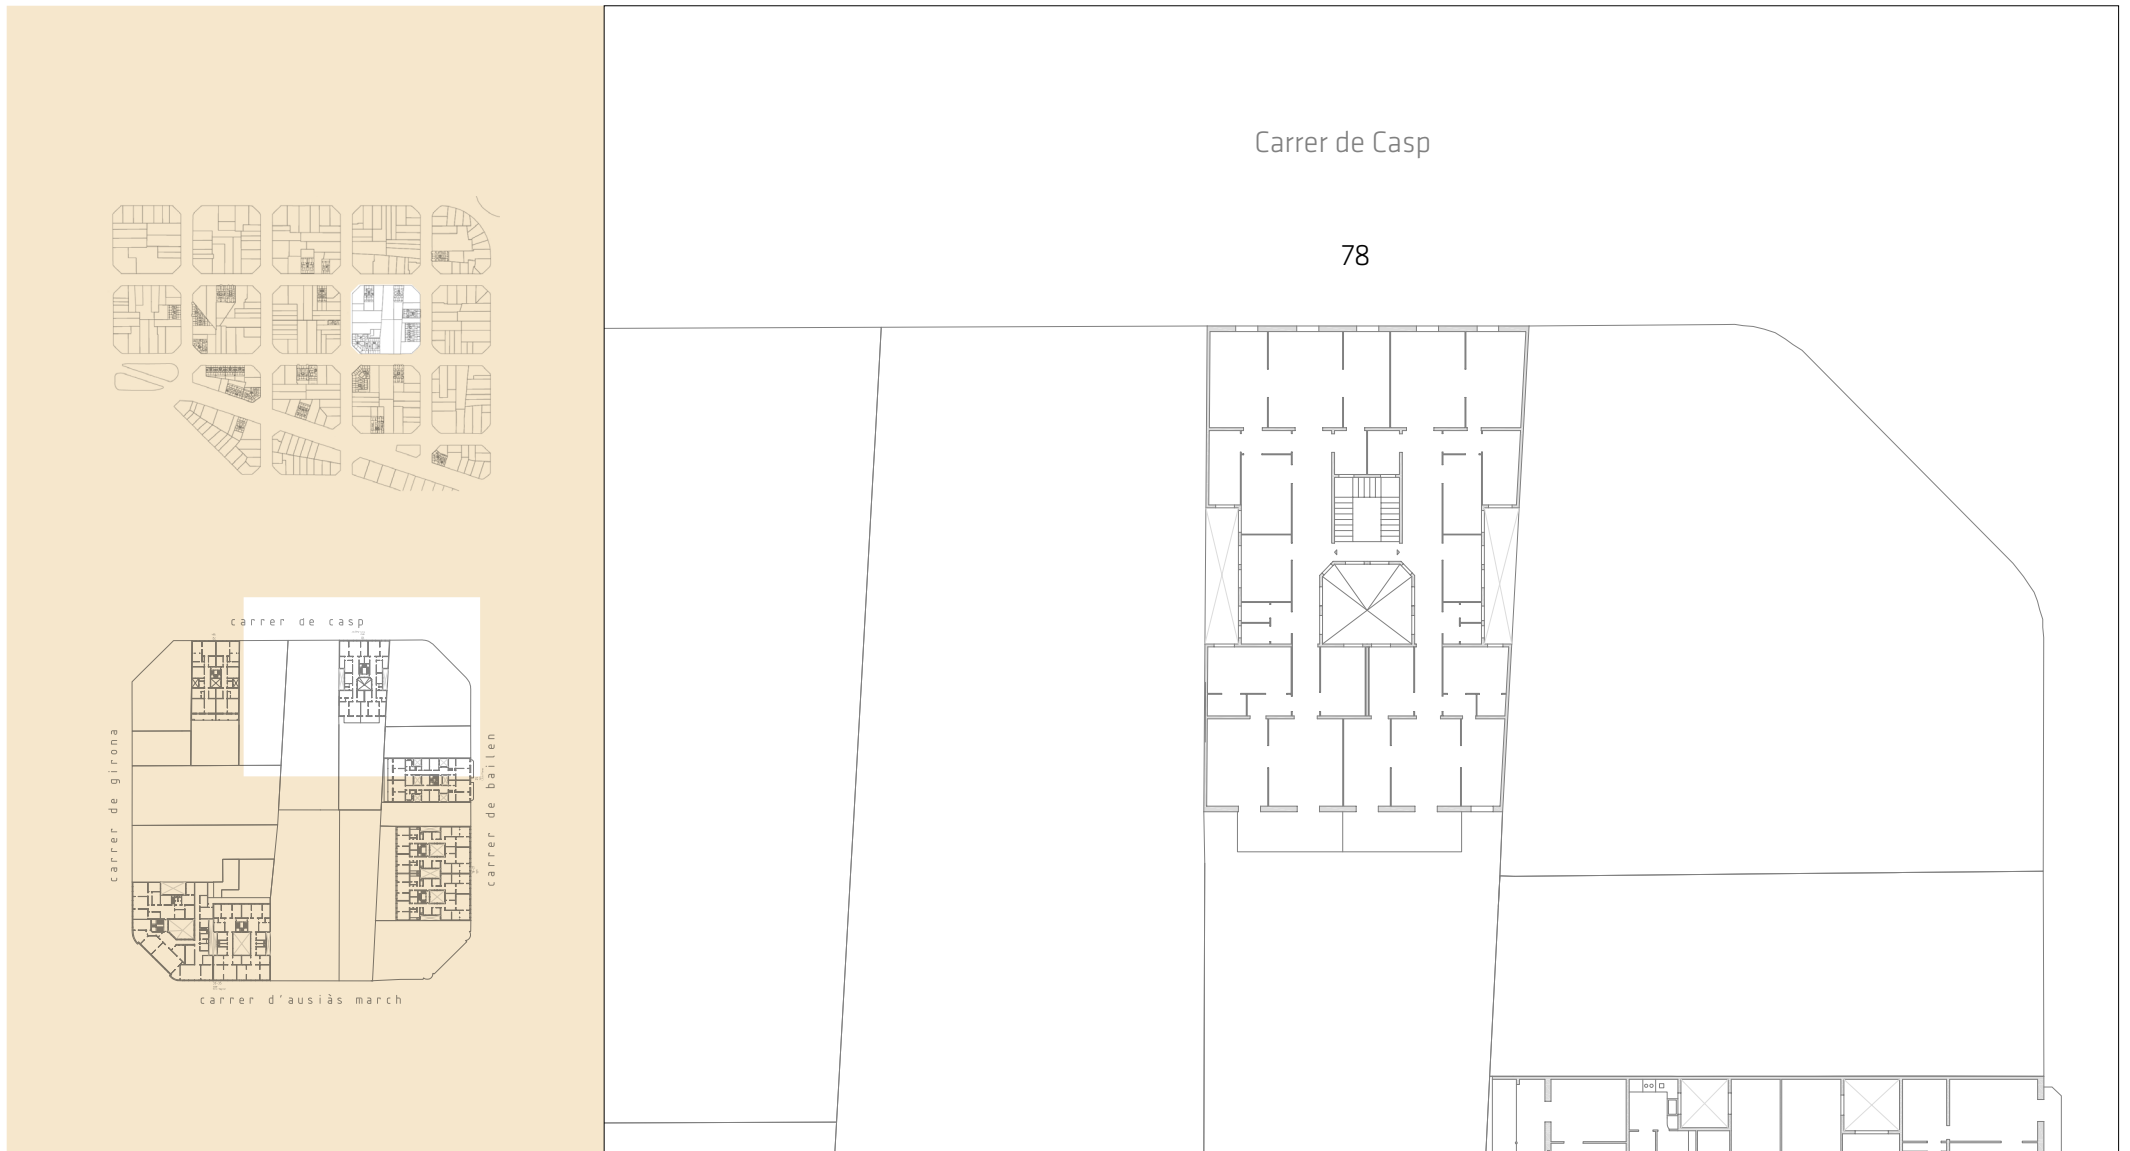 Carrer de Casp
78
carrer de casp
carrer de girona
carrer de bailen
carrer d'ausiàs march